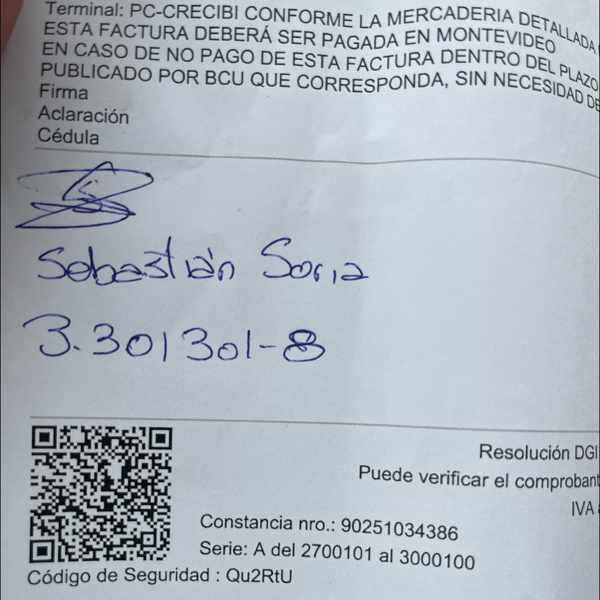 Terminal: PC-CRECIBI CONFORME LA MERCADERIA DETALLADA
ESTA FACTURA DEBERÁ SER PAGADA EN MONTEVIDEO
EN CASO DE NO PAGO DE ESTA FACTURA DENTRO DEL PLAZO
PUBLICADO POR BCU QUE CORRESPONDA, SIN NECESIDAD DE
Firma
Aclaración
Cédula
Sebastián Soria
3.301301-8
Resolución DGI
Puede verificar el comprobant
IVA
Constancia nro.: 90251034386
Serie: A del 2700101 al 3000100
Código de Seguridad : Qu2RtU